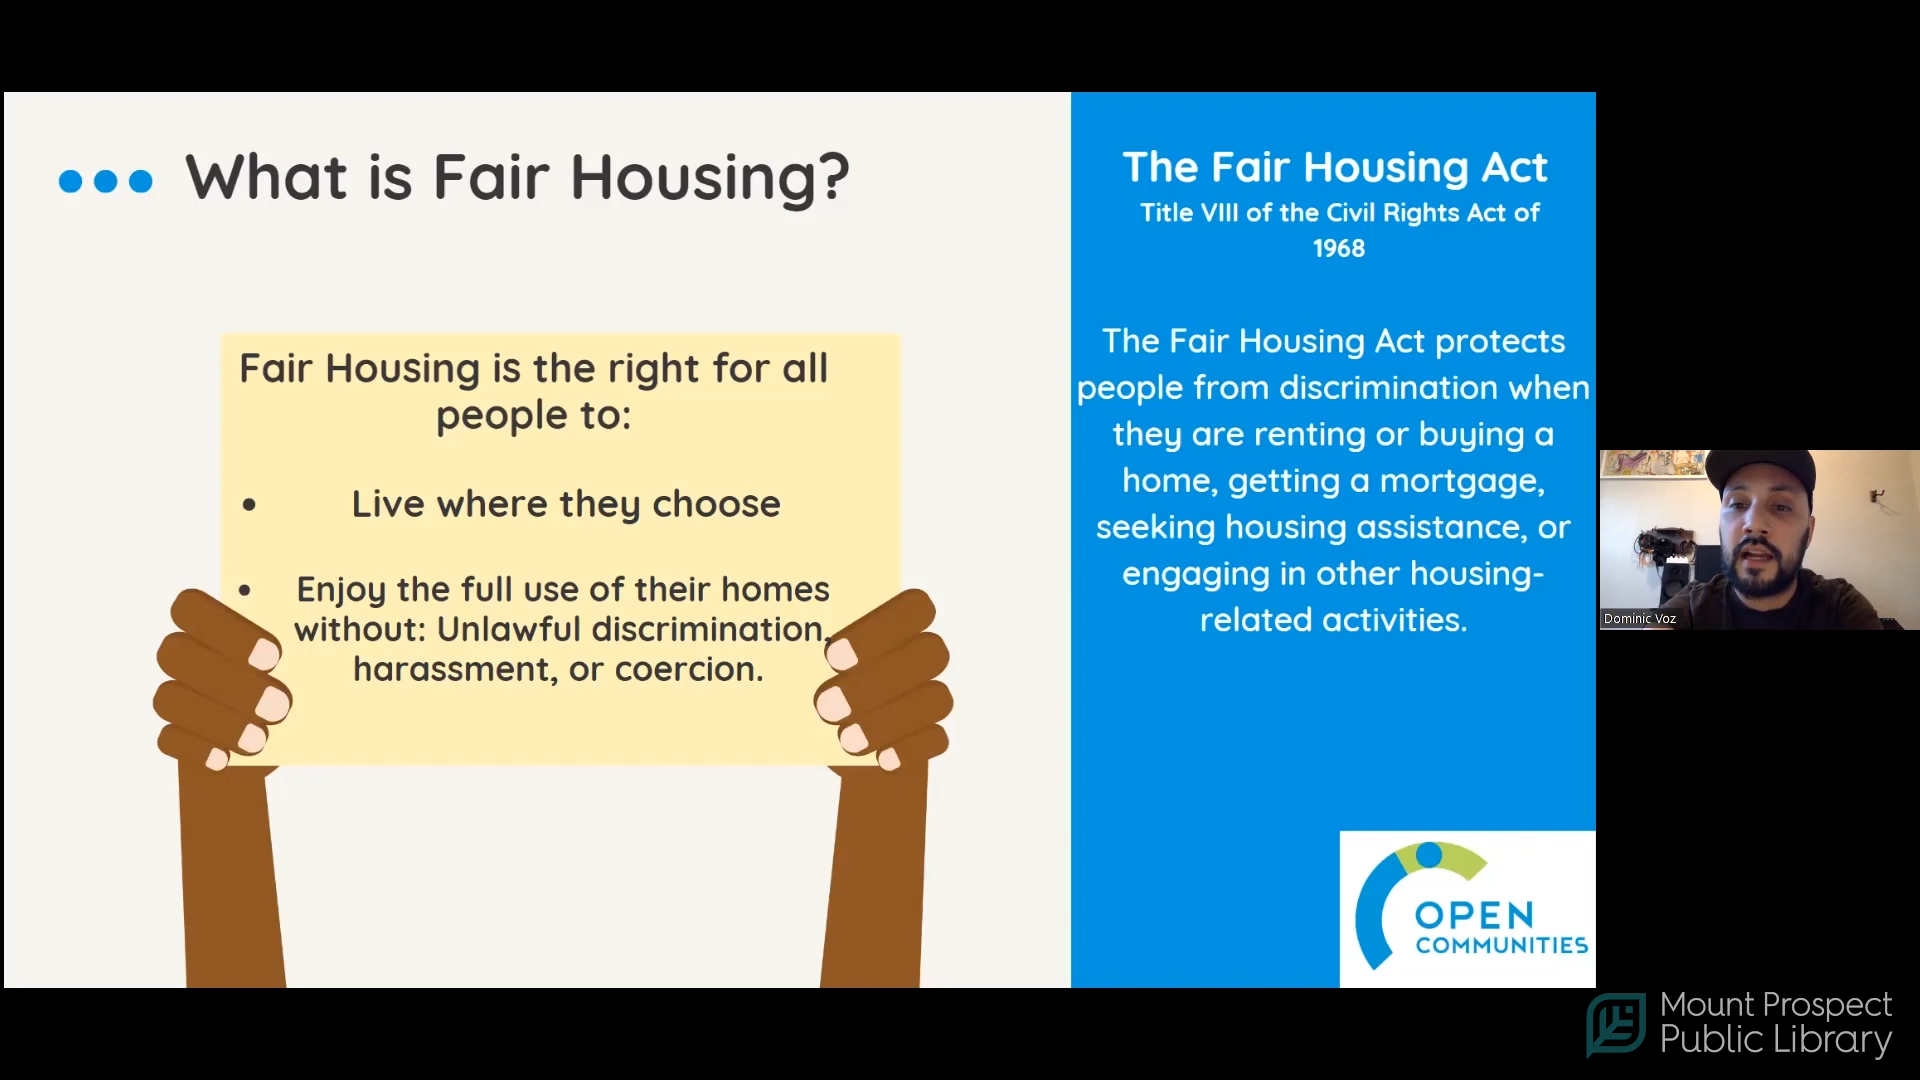 What is Fair Housing?
Fair Housing is the right for all
people to:
• Live where they choose
• Enjoy the full use of their homes
without: Unlawful discrimination,
harassment, or coercion.
The Fair Housing Act
Title VIII of the Civil Rights Act of
1968
The Fair Housing Act protects
people from discrimination when
they are renting or buying a
home, getting a mortgage,
seeking housing assistance, or
engaging in other housing-
related activities.
OPEN
COMMUNITIES
Dominic Voz
Mount Prospect
Public Library